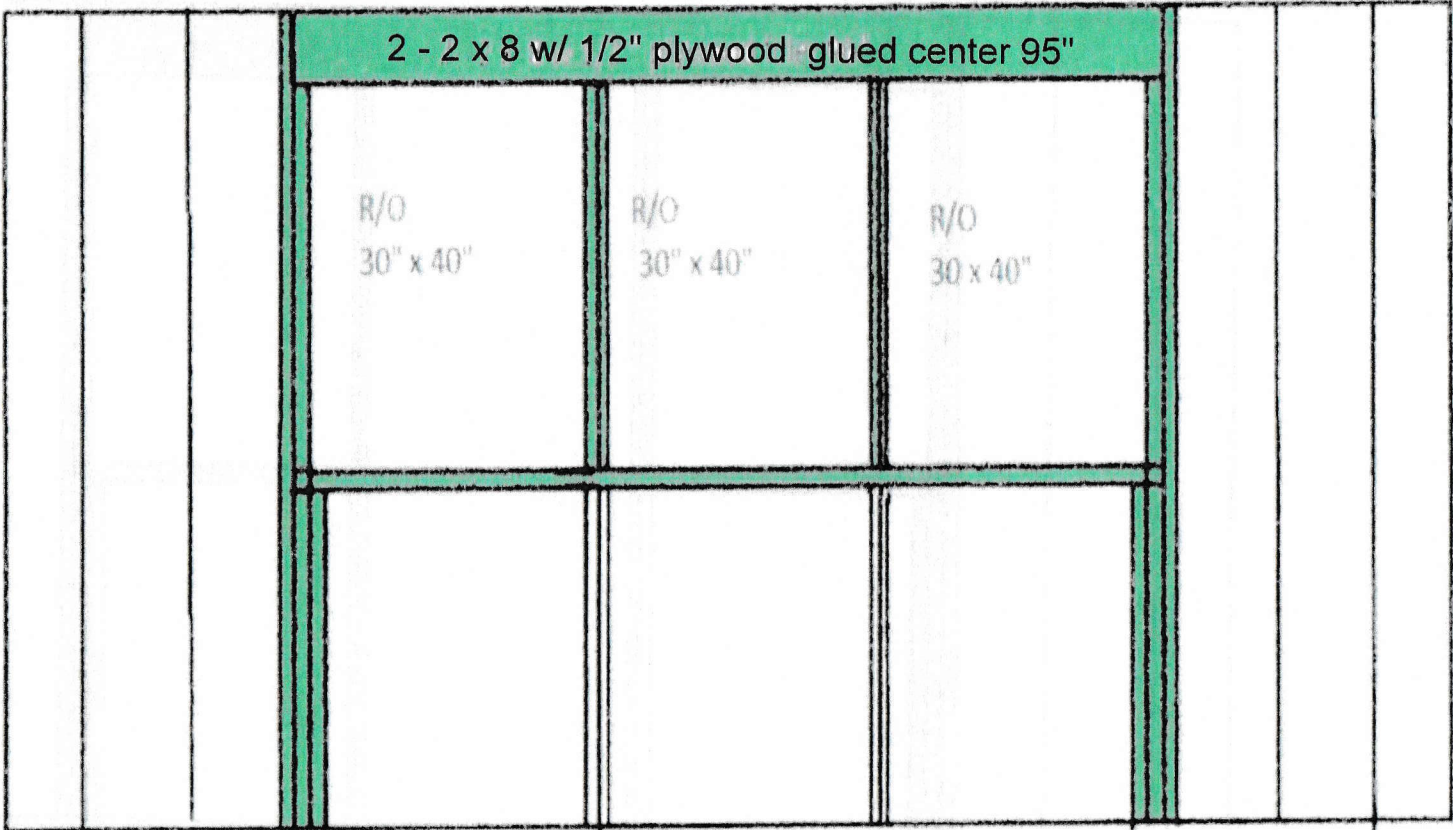 2 - 2 x 8 w/ 1/2" plywood glued center 95"
R/O
30" x 40"
R/O
30" x 40"
R/O
30 x 40"